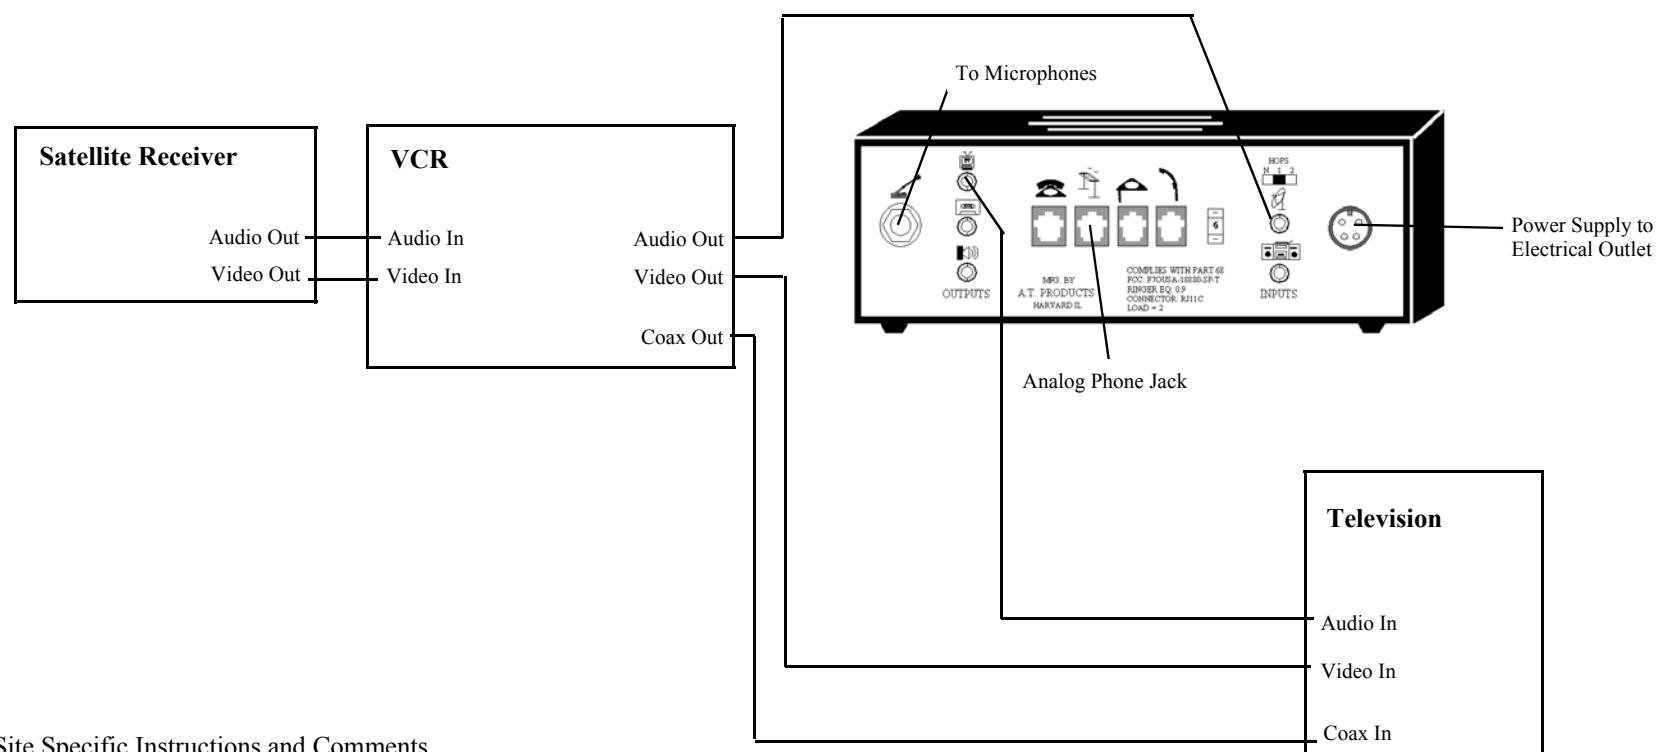 To Microphones
Satellite Receiver
VCR
Audio Out
Video Out
Audio In
Video In
Audio Out
Video Out
Coax Out
HOPS
N 1 2
6
OUTPUTS
MFG. BY
A.T. PRODUCTS
HARVARD IL
COMPLIES WITH PART 68
RINGER EQ: 0.9
CONNECTOR: RJ11C
LOAD = 2
INPUTS
Power Supply to
Electrical Outlet
Analog Phone Jack
Television
Audio In
Video In
Coax In
Site Specific Instructions and Comments